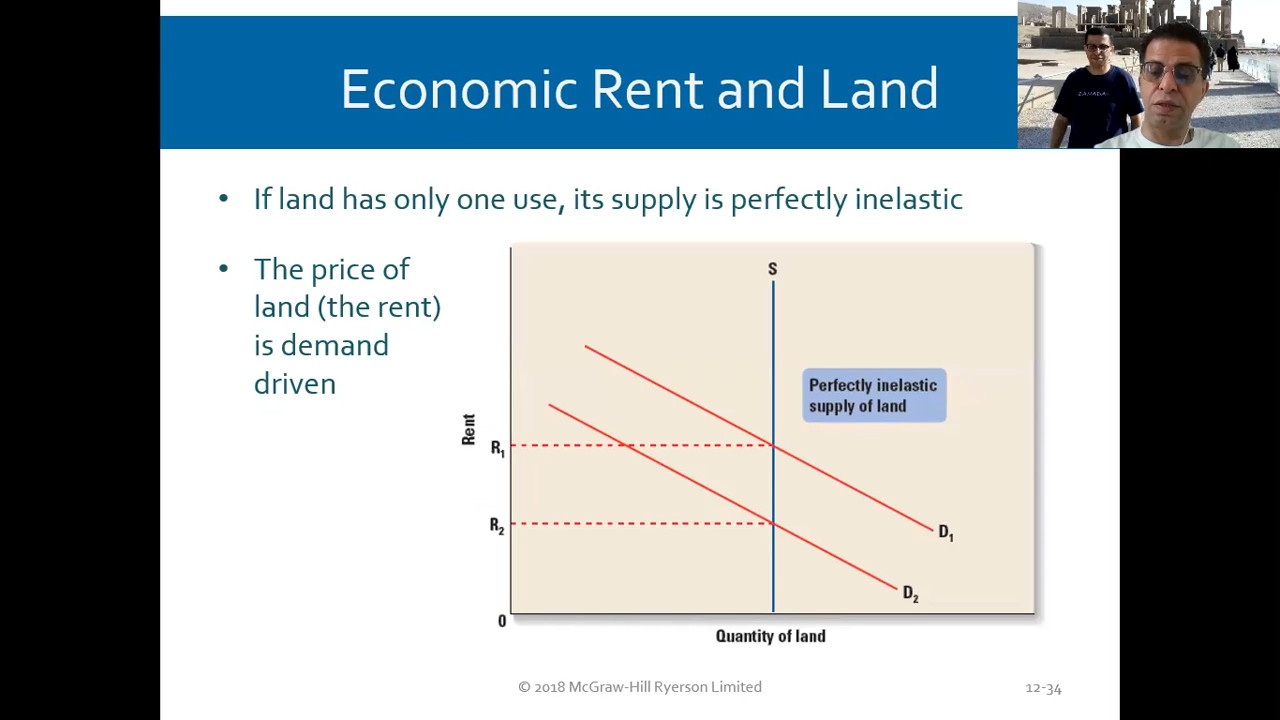 Economic Rent and Land
• If land has only one use, its supply is perfectly inelastic
• The price of
land (the rent)
is demand
driven
S
Perfectly inelastic
supply of land
Rent
R1
R2
D1
D2
0
Quantity of land
© 2018 McGraw-Hill Ryerson Limited
12-34